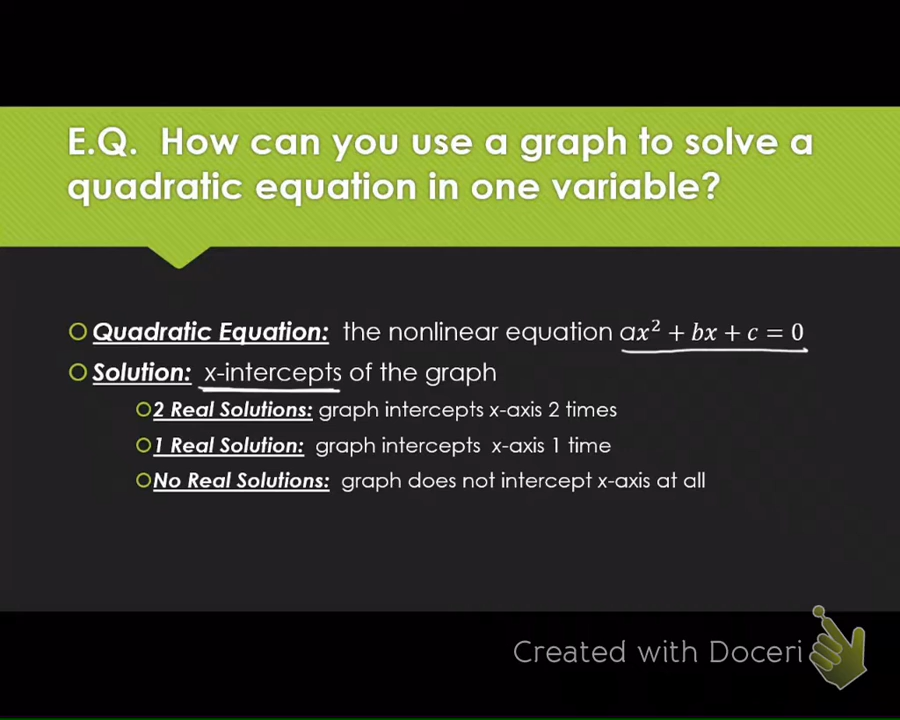 E.Q. How can you use a graph to solve a
quadratic equation in one variable?
Quadratic Equation: the nonlinear equation ax² + bx + c = 0
Solution: x-intercepts of the graph
2 Real Solutions: graph intercepts x-axis 2 times
1 Real Solution: graph intercepts x-axis 1 time
No Real Solutions: graph does not intercept x-axis at all
Created with Doceri